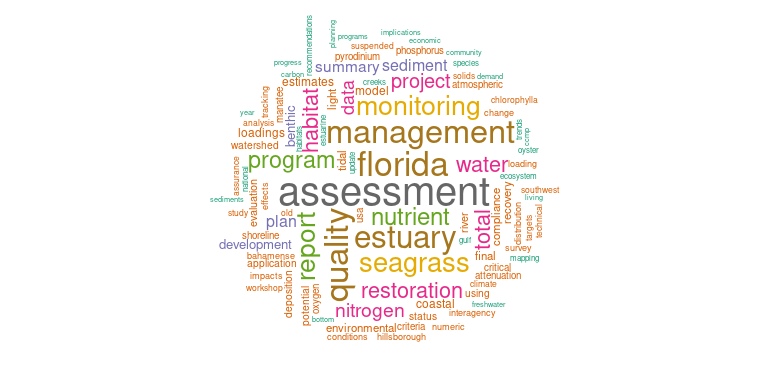 implications
planning
programs
economic
recommendations
suspended
phosphorus
community
pyrodinium
progress
summary
sediment
species
carbon
estimates
creeks
project
solids
demand
atmospheric
tracking
manatee
light
data
model
habitat
monitoring
chlorophylla
year
benthic
change
analysis
loadings
habitats
estuarine
management
trends
ccmp
watershed
oyster
program
tidal
update
florida
water
loading
assurance
national
ecosystem
effects
evaluation
assessment
southwest
recovery
living
sediments
compliance
study
old
usa
nutrient
river
total
distribution
targets
technical
plan
report
quality
estuary
shoreline
development
gulf
survey
bahamense
final
mapping
application
seagrass
critical
impacts
attenuation
deposition
workshop
potential
oxygen
restoration
climate
using
coastal
freshwater
nitrogen
interagency
bottom
status
environmental
criteria
numeric
conditions
hillsborough